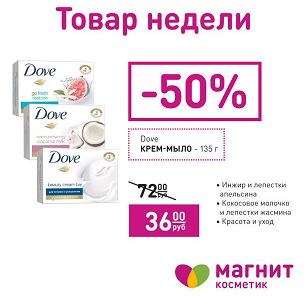 Товар недели
Dove
go fresh
restore
Dove
coconut milk
Dove
beauty cream bar
-50%
Dove
КРЕМ-МЫЛО - 135 г
72 00 руб
36 00 руб
• Инжир и лепестки
апельсина
• Кокосовое молочко
и лепестки жасмина
• Красота и уход
МАГНИТ
косметик